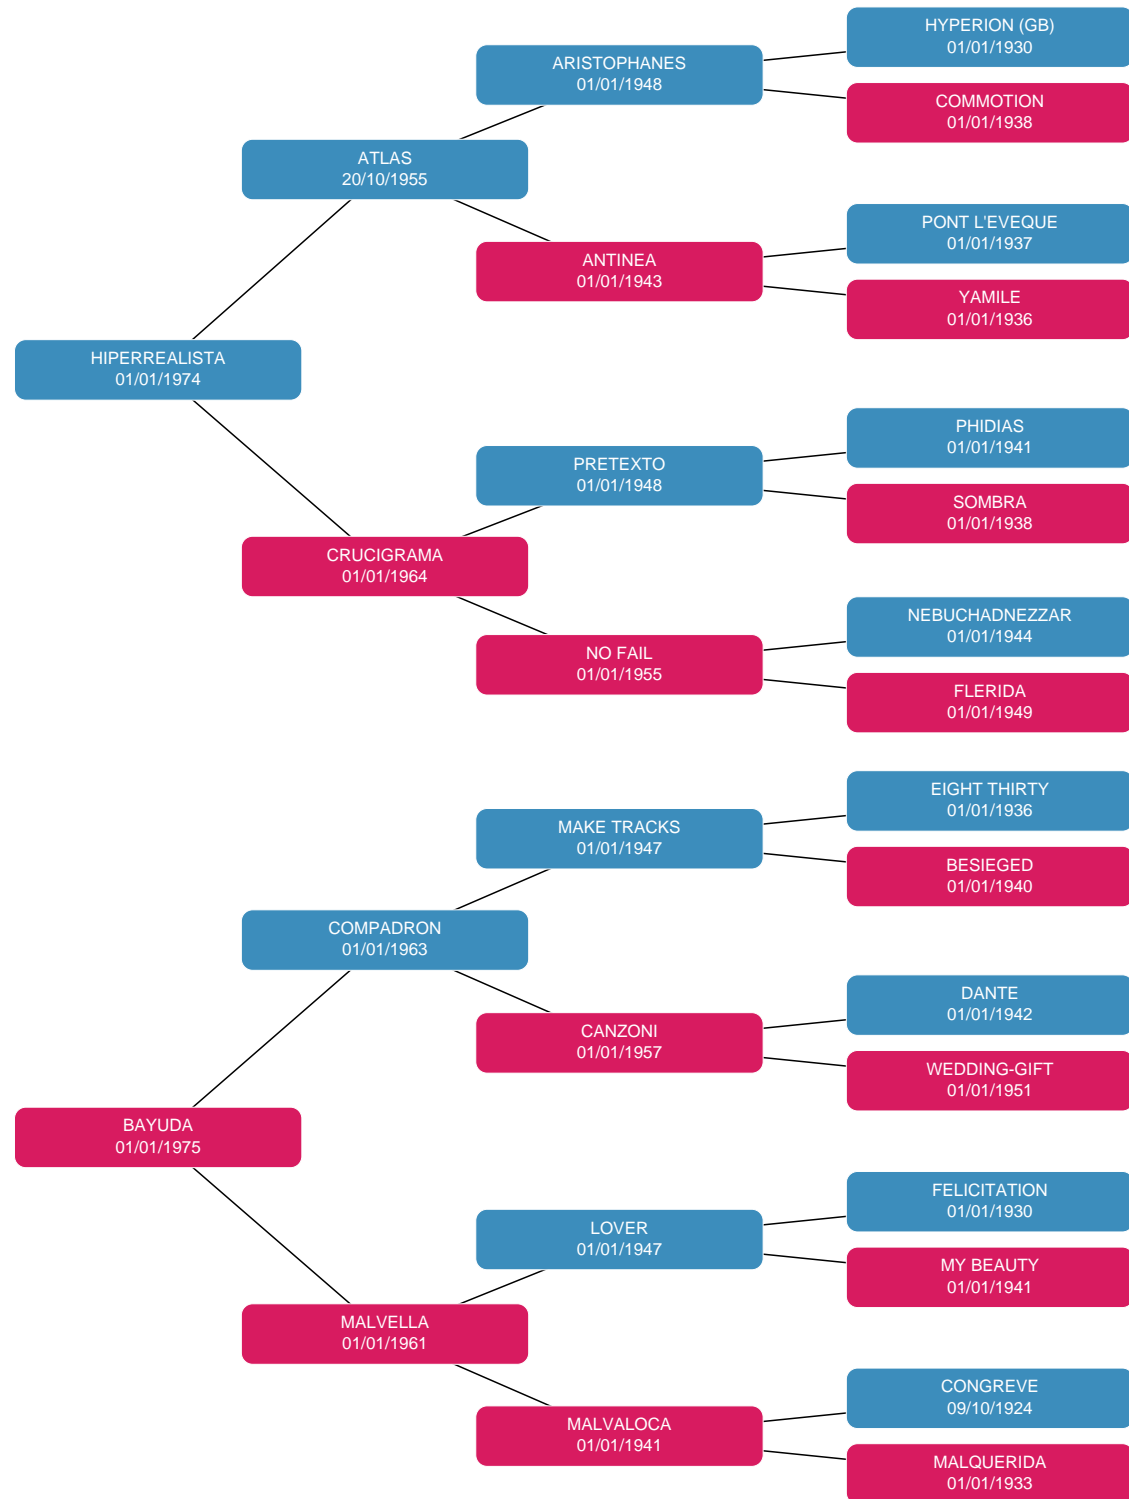 HYPERION (GB)
01/01/1930
ARISTOPHANES
01/01/1948
COMMOTION
01/01/1938
ATLAS
20/10/1955
PONT L'EVEQUE
01/01/1937
ANTINEA
01/01/1943
YAMILE
01/01/1936
HIPERREALISTA
01/01/1974
PHIDIAS
01/01/1941
PRETEXTO
01/01/1948
SOMBRA
01/01/1938
CRUCIGRAMA
01/01/1964
NEBUCHADNEZZAR
01/01/1944
NO FAIL
01/01/1955
FLERIDA
01/01/1949
EIGHT THIRTY
01/01/1936
MAKE TRACKS
01/01/1947
BESIEGED
01/01/1940
COMPADRON
01/01/1963
DANTE
01/01/1942
CANZONI
01/01/1957
WEDDING-GIFT
01/01/1951
BAYUDA
01/01/1975
FELICITATION
01/01/1930
LOVER
01/01/1947
MY BEAUTY
01/01/1941
MALVELLA
01/01/1961
CONGREVE
09/10/1924
MALVALOCA
01/01/1941
MALQUERIDA
01/01/1933